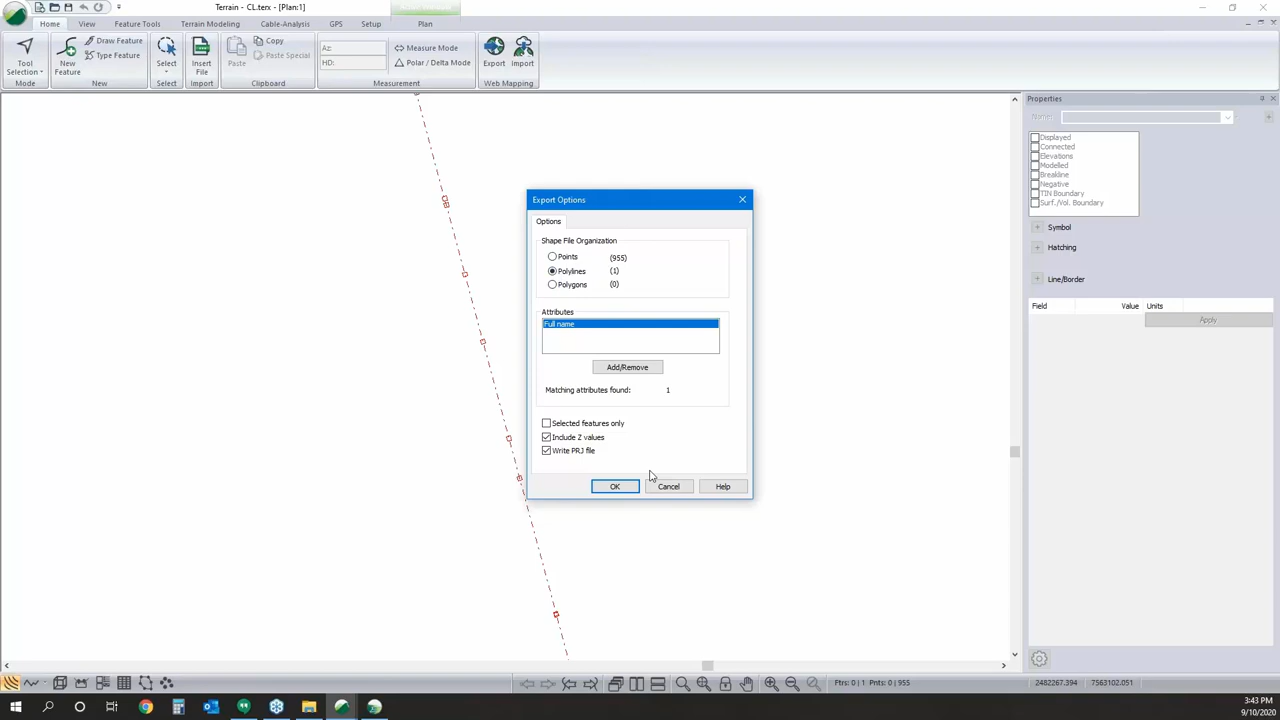 Terrain - CL.terx - [Plan:1]
Home View Feature Tools Terrain Modeling Cable-Analysis GPS Setup Plan
Draw Feature
Type Feature
Copy
Paste Special
Az:
HD:
Measure Mode
Polar / Delta Mode
Tool Selection
New Feature
Select
Insert File
Paste
Export
Import
Mode New Select Import Clipboard Measurement Web Mapping
Properties
Name:
Displayed
Connected
Elevations
Modelled
Breakline
Negative
TIN Boundary
Surf./Vol. Boundary
Symbol
Hatching
Line/Border
Field Value Units
Apply
Export Options
Options
Shape File Organization
Points (955)
Polylines (1)
Polygons (0)
Attributes
Full name
Add/Remove
Matching attributes found: 1
Selected features only
Include Z values
Write PRJ file
OK Cancel Help
Ftrs: 0 | 1 Pnts: 0 | 955 2482267.394 7563102.051
3:43 PM
9/10/2020